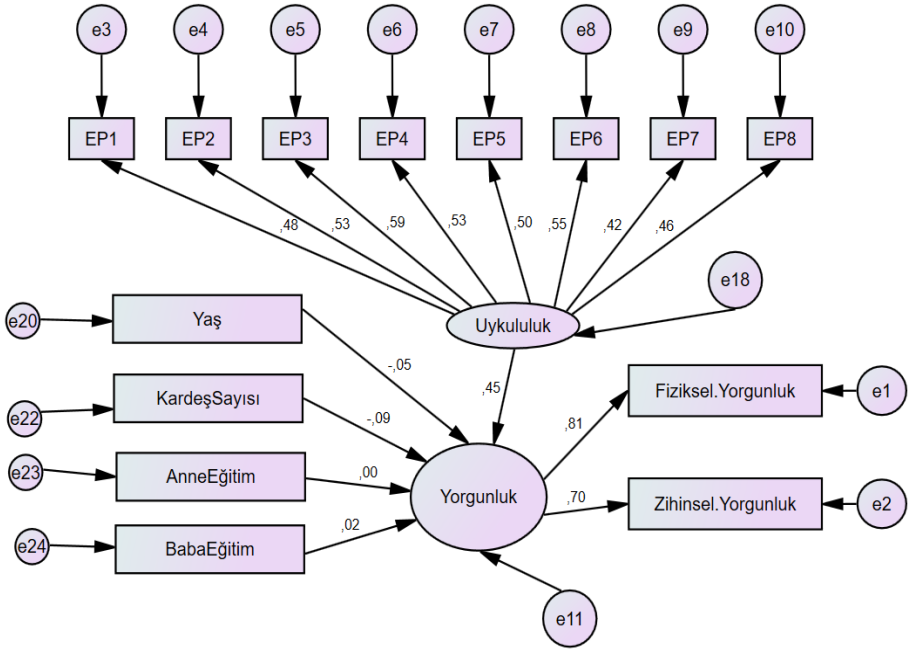 e3 e4 e5 e6 e7 e8 e9 e10
EP1 EP2 EP3 EP4 EP5 EP6 EP7 EP8
,48 ,53 ,59 ,53 ,50 ,55 ,42 ,46
e18
e20 Yaş Uykululuk
-,05 ,45
e22 KardeşSayısı Fiziksel.Yorgunluk e1
-,09 ,81
e23 AnneEğitim ,00 Yorgunluk ,70 Zihinsel.Yorgunluk e2
,02
e24 BabaEğitim
e11